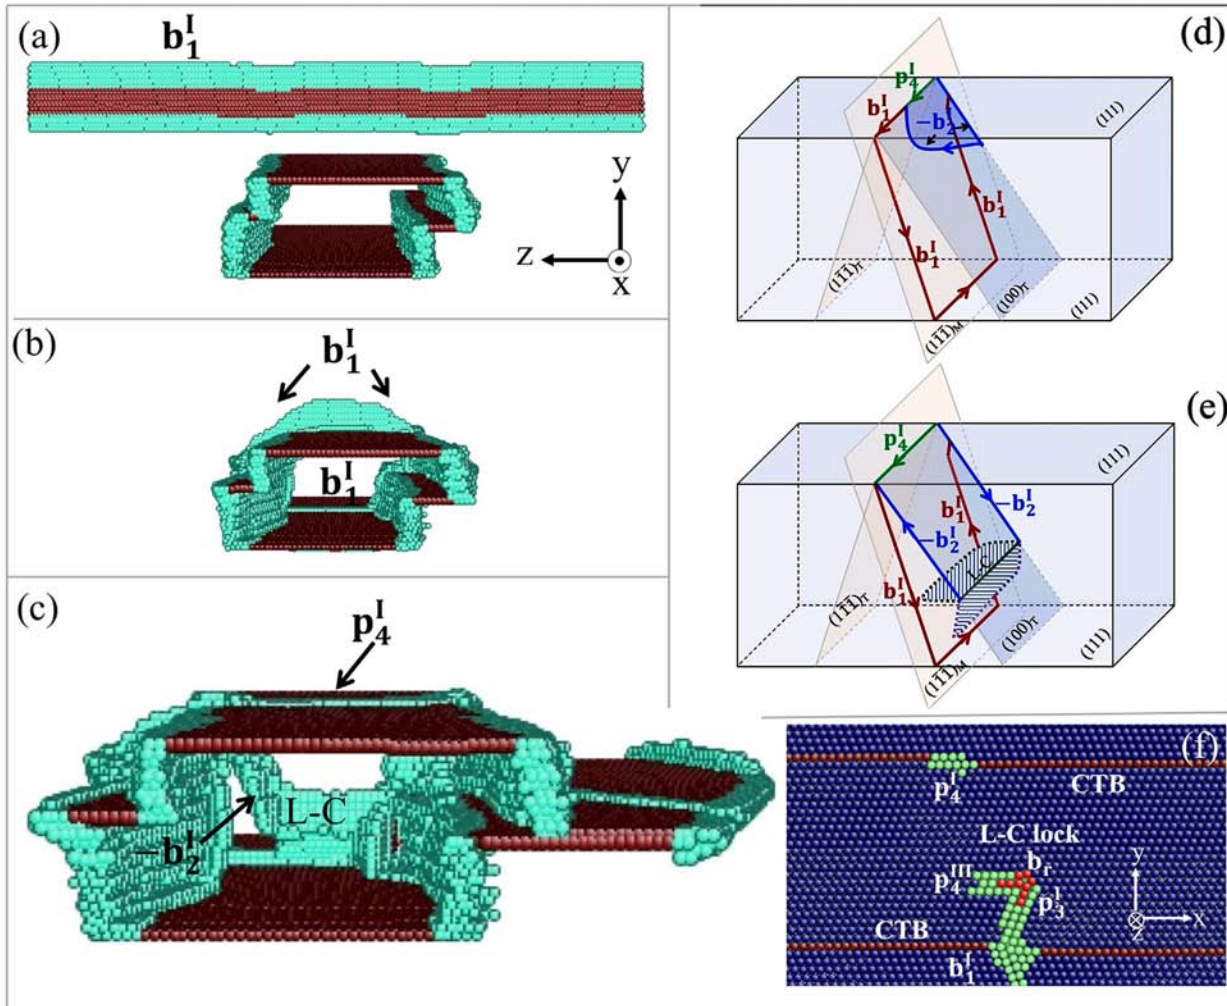 (a)
b₁ᴵ
y
z
x
(b)
b₁ᴵ
b₁ᴵ
(c)
p₄ᴵ
L-C
−b₂ᴵ
(d)
p₄ᴵ
b₁ᴵ
−b₂ᴵ
(111)
b₁ᴵ
b₁ᴵ
(11̄1̄)T
(100)T
(111)
(11̄1̄)M
(e)
p₄ᴵ
(111)
−b₂ᴵ
b₁ᴵ
−b₂ᴵ
L-C
b₁ᴵ
(11̄1̄)T
(100)T
(111)
(11̄1̄)M
(f)
CTB
p₄ᴵ
L-C lock
bᵣ
y
p₄ᴵᴵᴵ
p₃ᴵ
x
z
CTB
b₁ᴵ